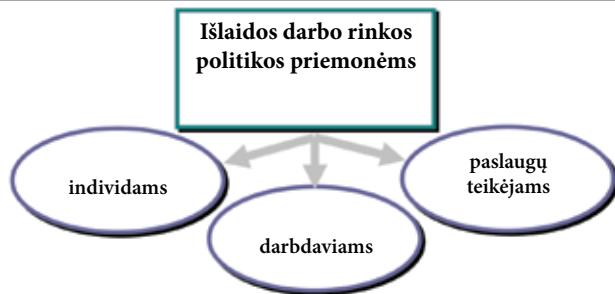 Išlaidos darbo rinkos
politikos priemonėms
individams
darbdaviams
paslaugų
teikėjams